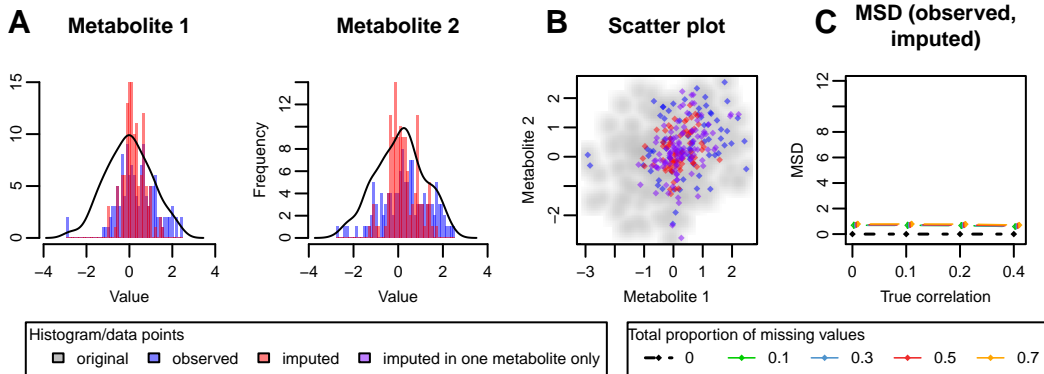 A
Metabolite 1
Metabolite 2
B
Scatter plot
C
MSD (observed,
imputed)
0 5 10 15
−4 −2 0 2 4
Value
Frequency
0 2 4 6 8 12
−4 −2 0 2 4
Value
Metabolite 2
−2 0 1 2
−3 −2 −1 0 1 2
Metabolite 1
MSD
0 2 4 6 8 12
0 0.1 0.2 0.4
True correlation
Histogram/data points
original observed imputed imputed in one metabolite only
Total proportion of missing values
0 0.1 0.3 0.5 0.7